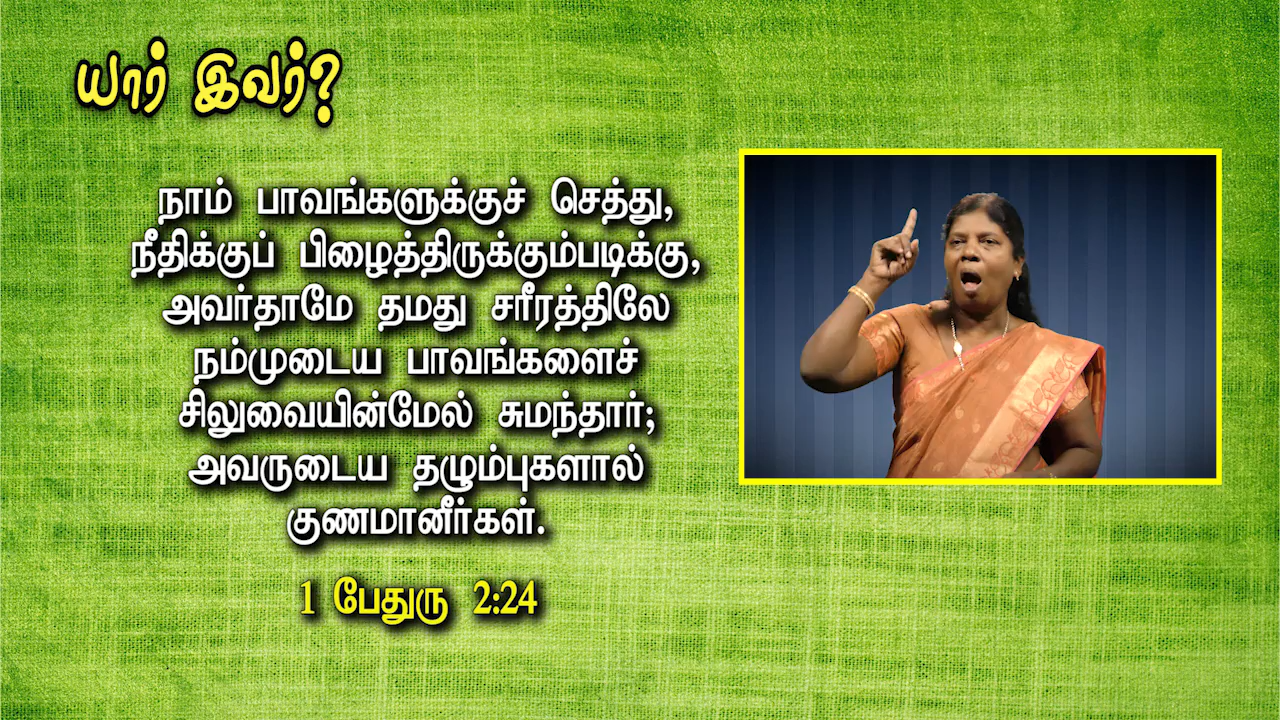 யார் இவர்?
நாம் பாவங்களுக்குச் செத்து,
நீதிக்குப் பிழைத்திருக்கும்படிக்கு,
அவர்தாமே தமது சரீரத்திலே
நம்முடைய பாவங்களைச்
சிலுவையின்மேல் சுமந்தார்;
அவருடைய தழும்புகளால்
குணமானீர்கள்.
1 பேதுரு 2:24